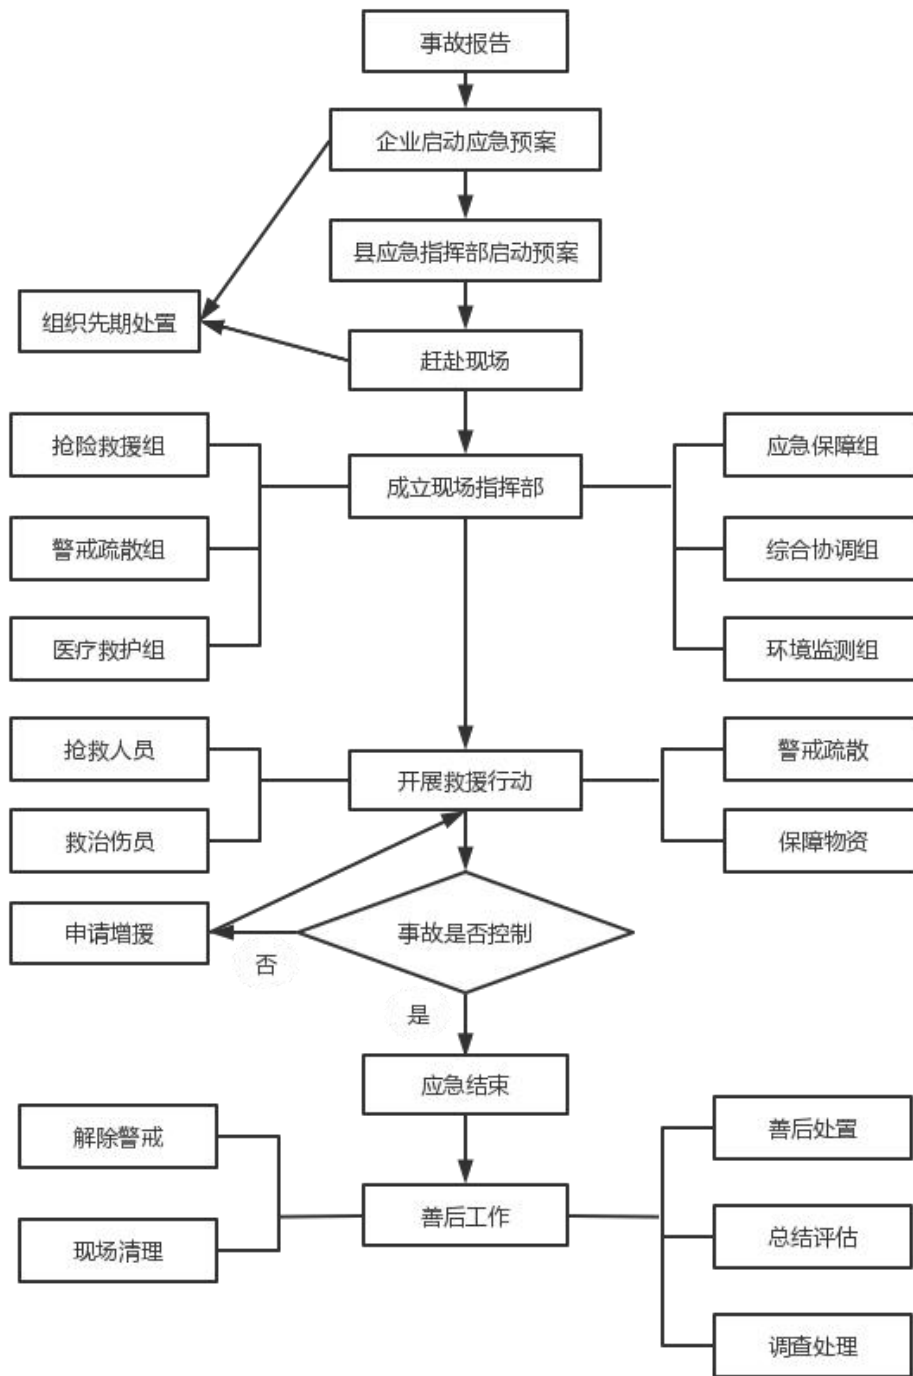 事故报告
企业启动应急预案
县应急指挥部启动预案
组织先期处置
赶赴现场
抢险救援组
成立现场指挥部
应急保障组
警戒疏散组
综合协调组
医疗救护组
环境监测组
抢救人员
开展救援行动
警戒疏散
救治伤员
保障物资
申请增援
事故是否控制
否
是
应急结束
解除警戒
善后处置
善后工作
现场清理
总结评估
调查处理